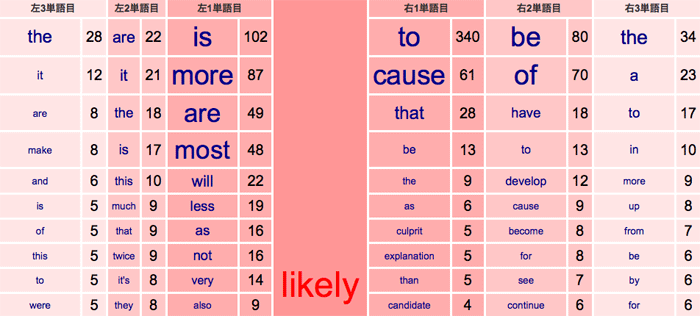 左3単語目 左2単語目 左1単語目 右1単語目 右2単語目 右3単語目
the 28 are 22 is 102 to 340 be 80 the 34
it 12 it 21 more 87 cause 61 of 70 a 23
are 8 the 18 are 49 that 28 have 18 to 17
make 8 is 17 most 48 be 13 to 13 in 10
and 6 this 10 will 22 the 9 develop 12 more 9
is 5 much 9 less 19 as 6 cause 9 up 8
of 5 that 9 as 16 culprit 5 become 8 from 7
this 5 twice 9 not 16 explanation 5 for 8 be 6
to 5 it's 8 very 14 likely than 5 see 7 by 6
were 5 they 8 also 9 candidate 4 continue 6 for 6